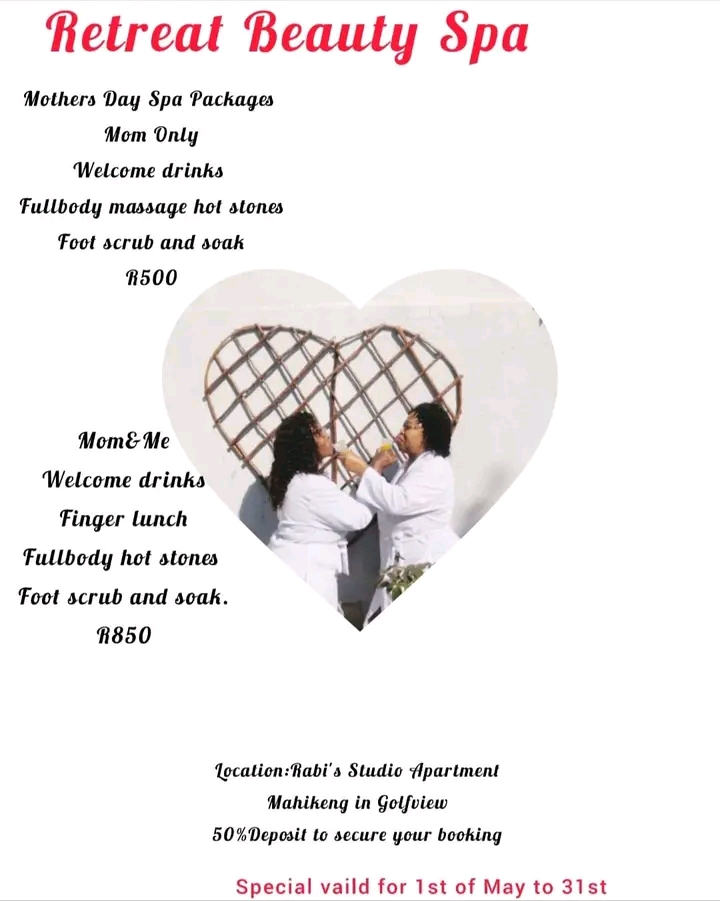 Retreat Beauty Spa
Mothers Day Spa Packages
Mom Only
Welcome drinks
Fullbody massage hot stones
Foot scrub and soak
R500
Mom&Me
Welcome drinks
Finger lunch
Fullbody hot stones
Foot scrub and soak.
R850
Location:Rabi's Studio Apartment
Mahikeng in Golfview
50%Deposit to secure your booking
Special vaild for 1st of May to 31st